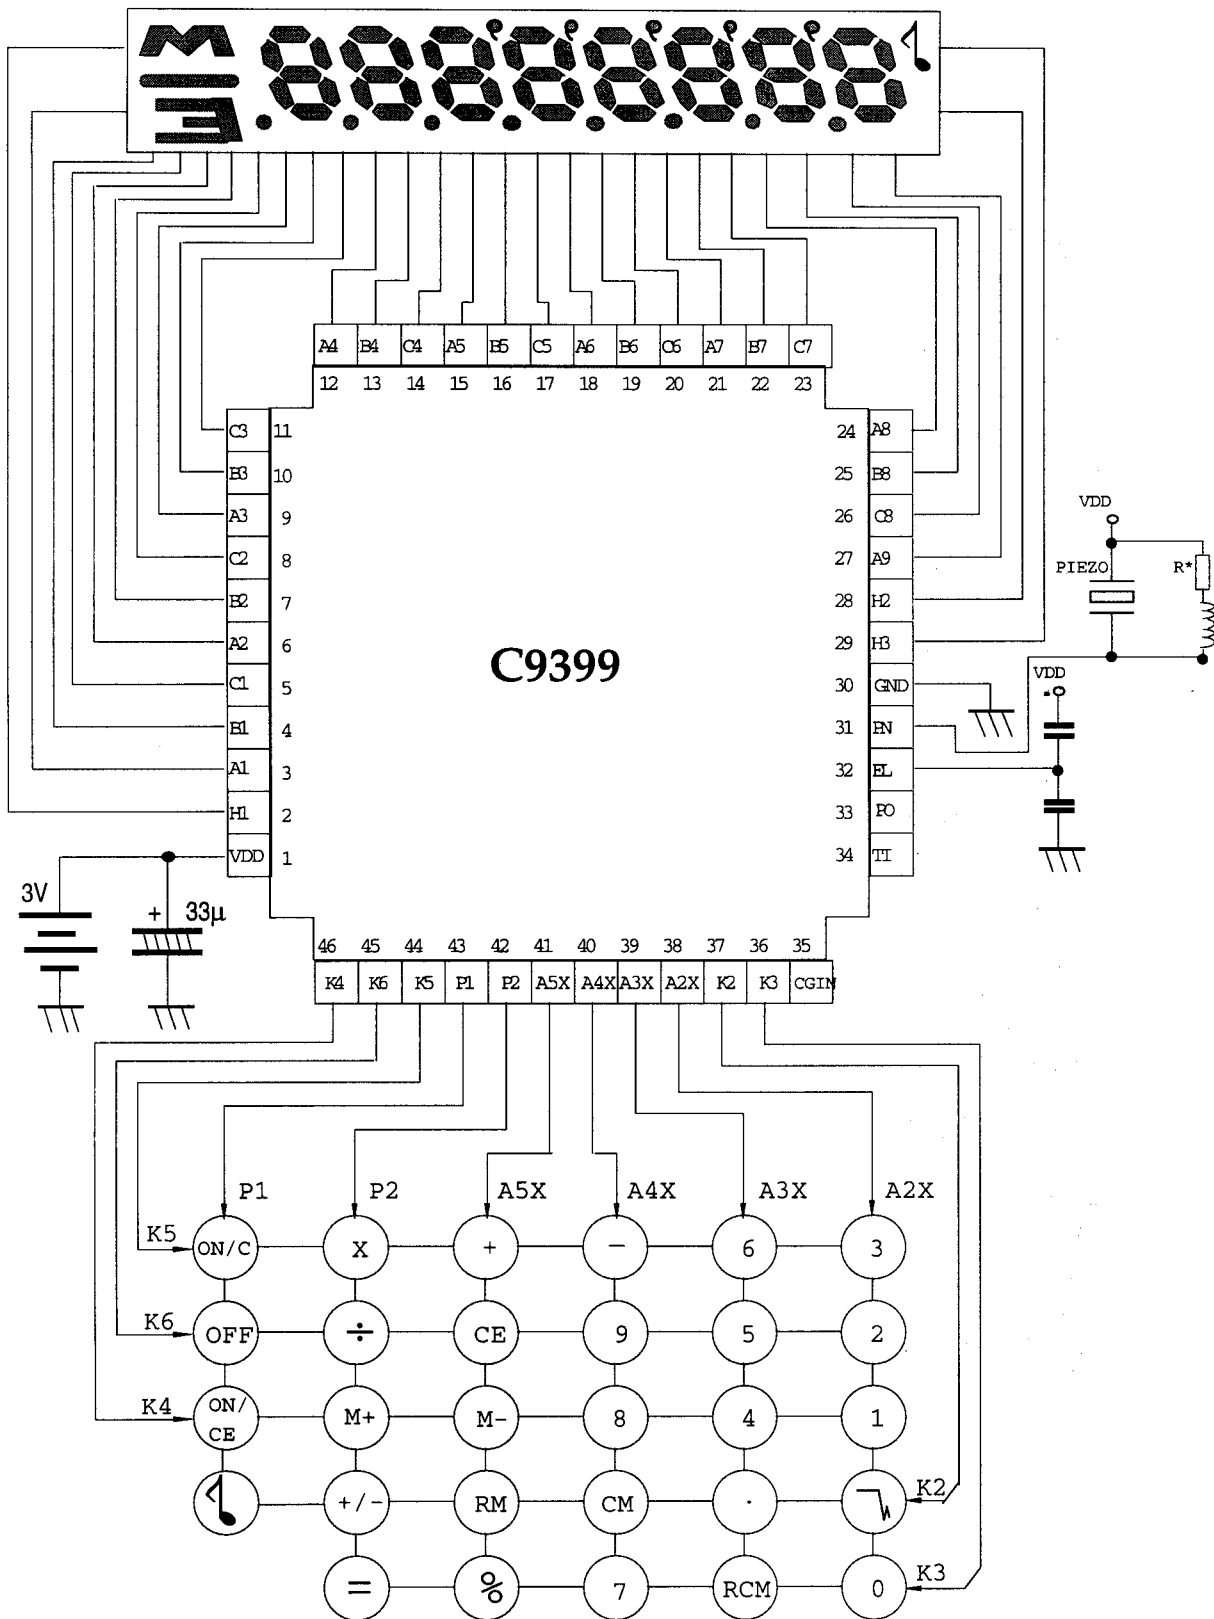 M 88888888
E
A4 B4 C4 A5 B5 C5 A6 B6 C6 A7 B7 C7
12 13 14 15 16 17 18 19 20 21 22 23
C3 11 24 A8
B3 10 25 B8
A3 9 26 C8
C2 8 27 A9
B2 7 28 H2
A2 6 29 H3
C1 5 30 GND
B1 4 31 PN
A1 3 32 EL
H1 2 33 PO
VDD 1 34 TI
C9399
VDD
PIEZO R*
VDD
3V
+ 33μ
46 45 44 43 42 41 40 39 38 37 36 35
K4 K6 K5 P1 P2 A5X A4X A3X A2X K2 K3 CGIN
P1 P2 A5X A4X A3X A2X
K5 ON/C X + − 6 3
K6 OFF ÷ CE 9 5 2
K4 ON/CE M+ M- 8 4 1
+/- RM CM . K2
= % 7 RCM 0 K3